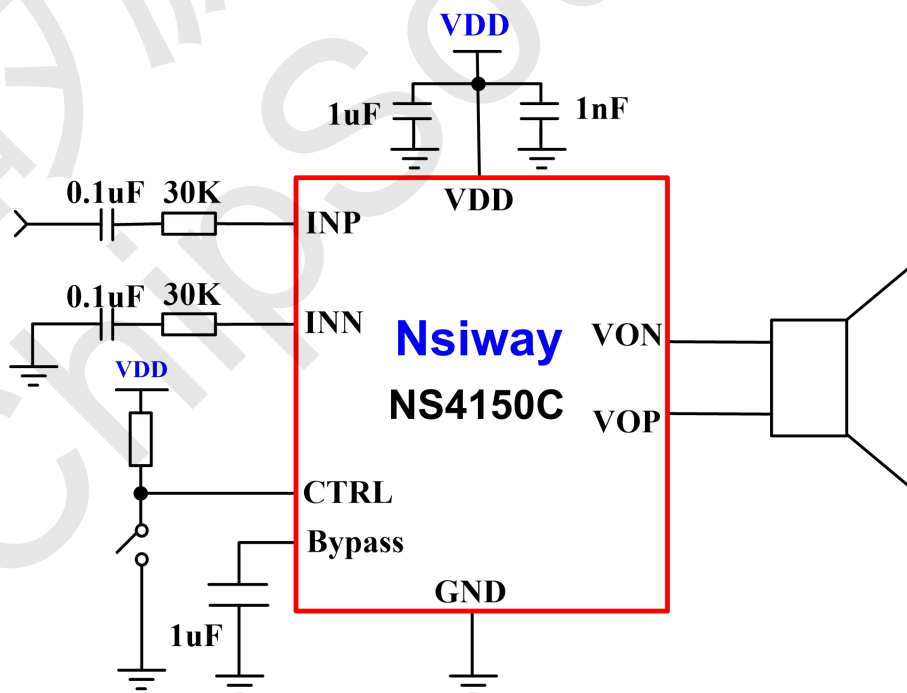 VDD
1uF
1nF
VDD
0.1uF 30K
INP
0.1uF 30K
INN
VDD
Nsiway
NS4150C
VON
VOP
CTRL
Bypass
1uF
GND